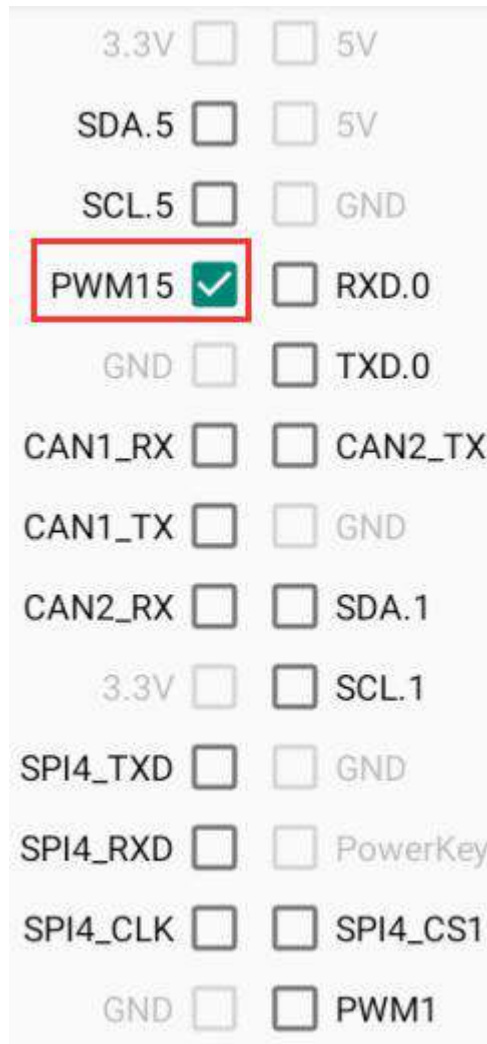 3.3V 5V
SDA.5 5V
SCL.5 GND
PWM15 RXD.0
GND TXD.0
CAN1_RX CAN2_TX
CAN1_TX GND
CAN2_RX SDA.1
3.3V SCL.1
SPI4_TXD GND
SPI4_RXD PowerKey
SPI4_CLK SPI4_CS1
GND PWM1